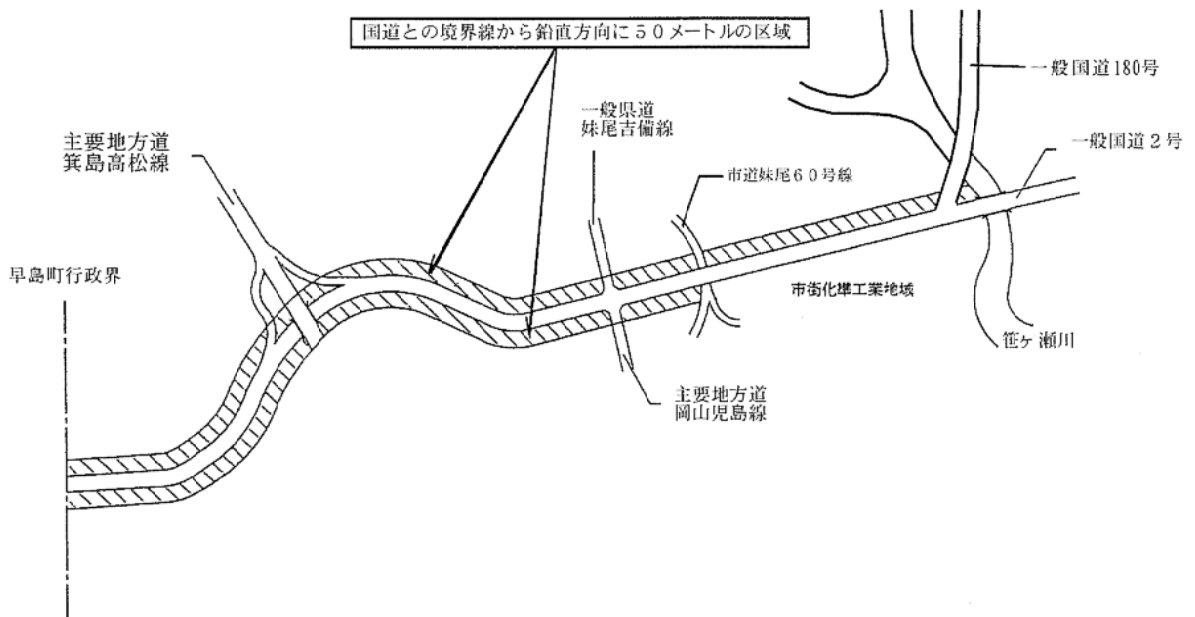 国道との境界線から鉛直方向に５０メートルの区域
一般国道180号
一般県道
妹尾吉備線
主要地方道
箕島高松線
一般国道２号
市道妹尾６０号線
早島町行政界
市街化準工業地域
笹ヶ瀬川
主要地方道
岡山児島線